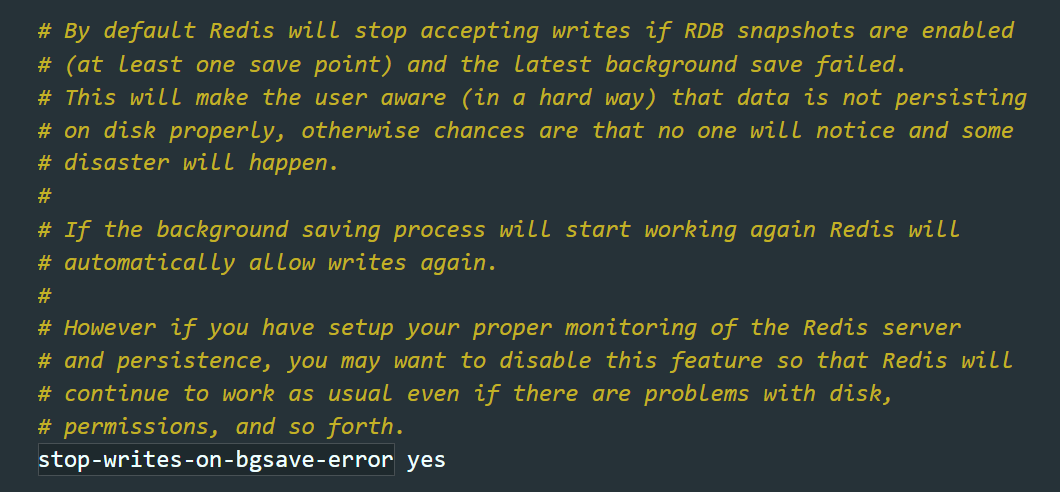 # By default Redis will stop accepting writes if RDB snapshots are enabled
# (at least one save point) and the latest background save failed.
# This will make the user aware (in a hard way) that data is not persisting
# on disk properly, otherwise chances are that no one will notice and some
# disaster will happen.
#
# If the background saving process will start working again Redis will
# automatically allow writes again.
#
# However if you have setup your proper monitoring of the Redis server
# and persistence, you may want to disable this feature so that Redis will
# continue to work as usual even if there are problems with disk,
# permissions, and so forth.
stop-writes-on-bgsave-error yes